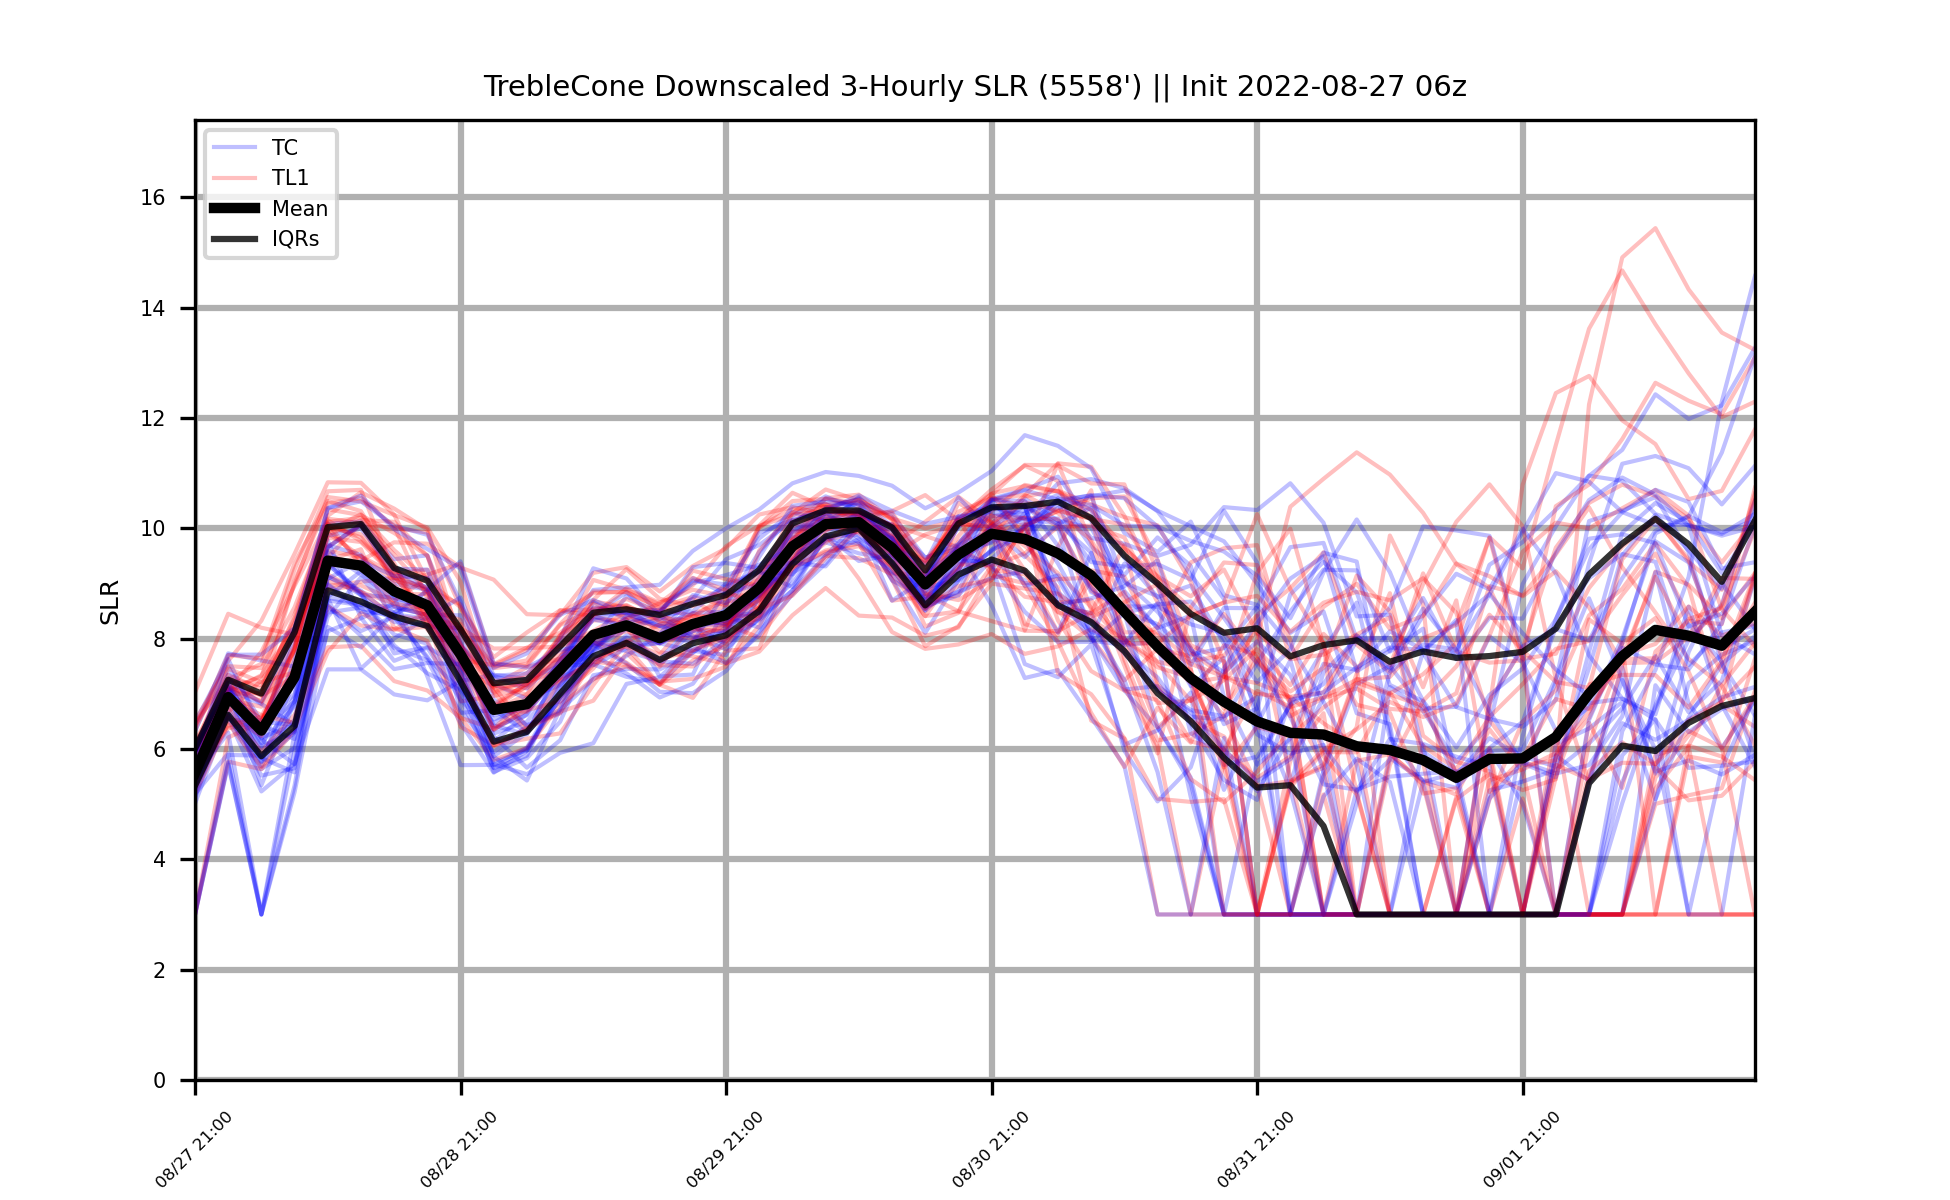 TrebleCone Downscaled 3-Hourly SLR (5558') || Init 2022-08-27 06z
TC
TL1
Mean
IQRs
SLR
16
14
12
10
8
6
4
2
0
08/27 21:00
08/28 21:00
08/29 21:00
08/30 21:00
08/31 21:00
09/01 21:00